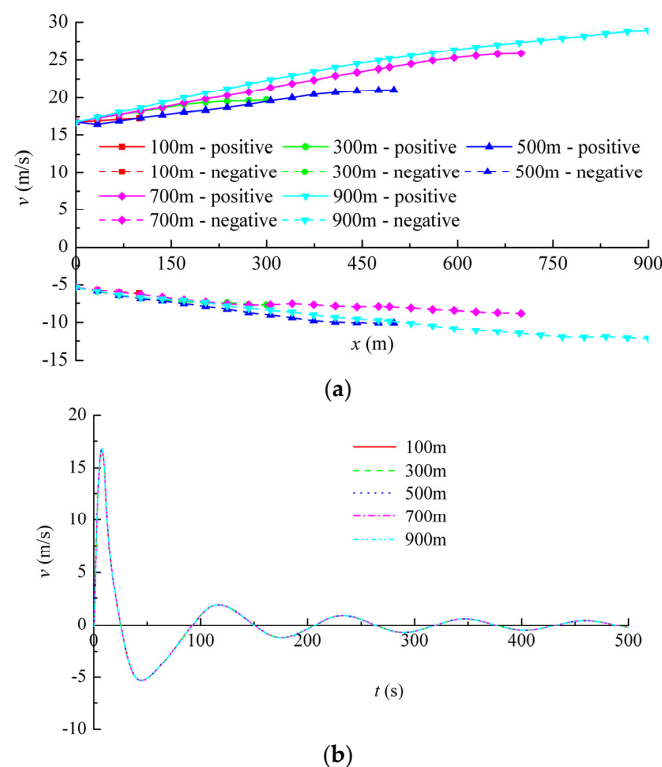 30
25
20
15
10
5
0
-5
-10
-15
v (m/s)
100m - positive 300m - positive 500m - positive
100m - negative 300m - negative 500m - negative
700m - positive 900m - positive
700m - negative 900m - negative
0 150 300 450 600 750 900
x (m)
(a)
20
15
10
5
0
-5
-10
v (m/s)
100m
300m
500m
700m
900m
0 100 200 300 400 500
t (s)
(b)